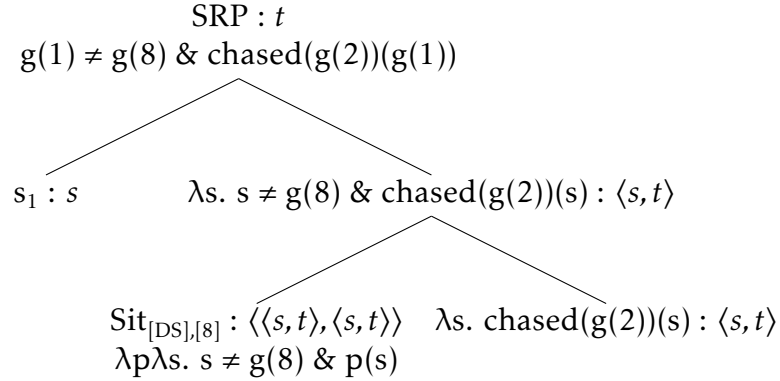 SRP : t
g(1) ≠ g(8) & chased(g(2))(g(1))
s₁ : s
λs. s ≠ g(8) & chased(g(2))(s) : ⟨s, t⟩
Sit[DS],[8] : ⟨⟨s, t⟩,⟨s, t⟩⟩
λs. chased(g(2))(s) : ⟨s, t⟩
λpλs. s ≠ g(8) & p(s)